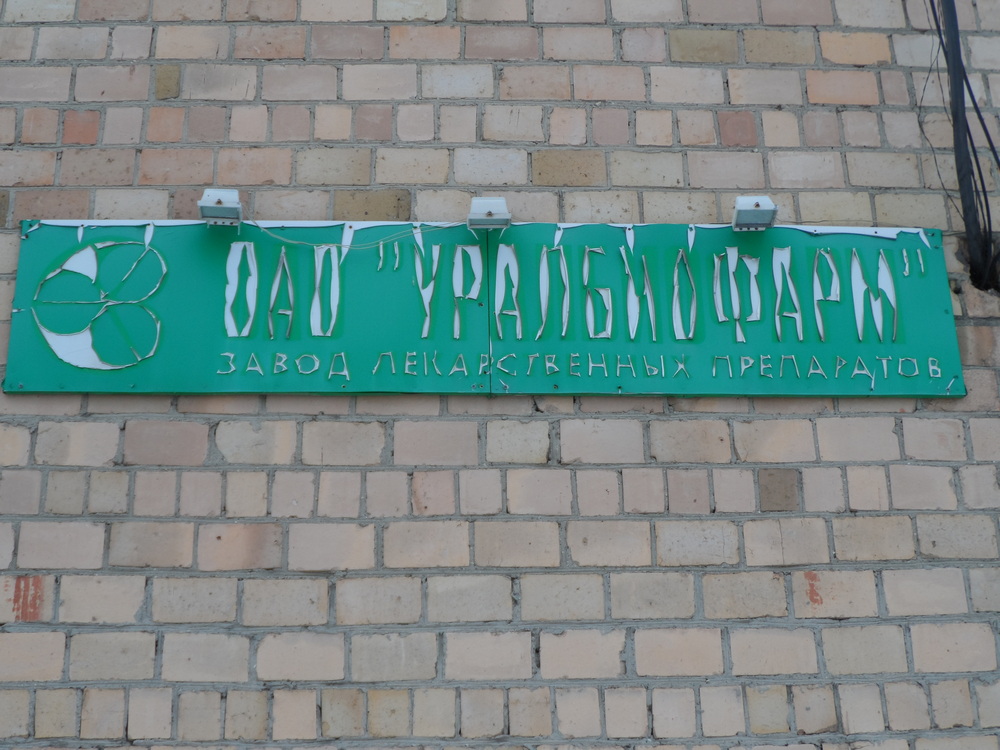 ОАО "УРАЛБИОФАРМ"
ЗАВОД ЛЕКАРСТВЕННЫХ ПРЕПАРАТОВ